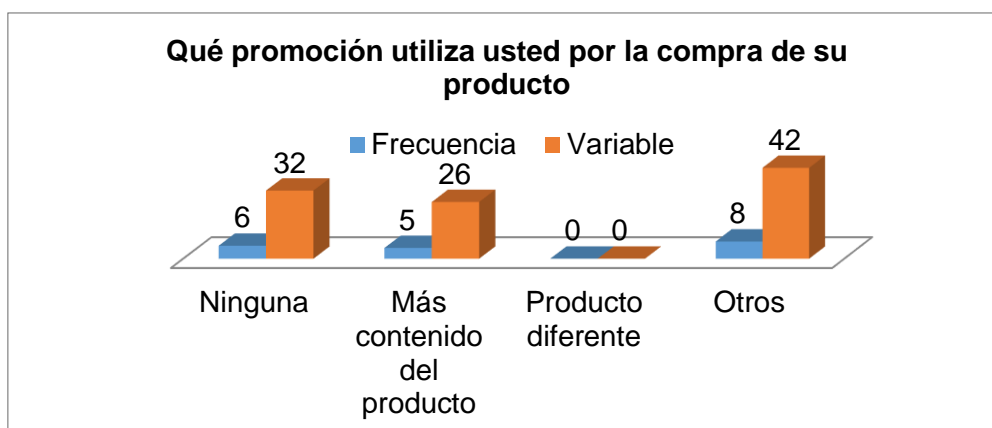 Qué promoción utiliza usted por la compra de su
producto
Frecuencia Variable
6 32 5 26 0 0 8 42
Ninguna
Más
contenido
del
producto
Producto
diferente
Otros